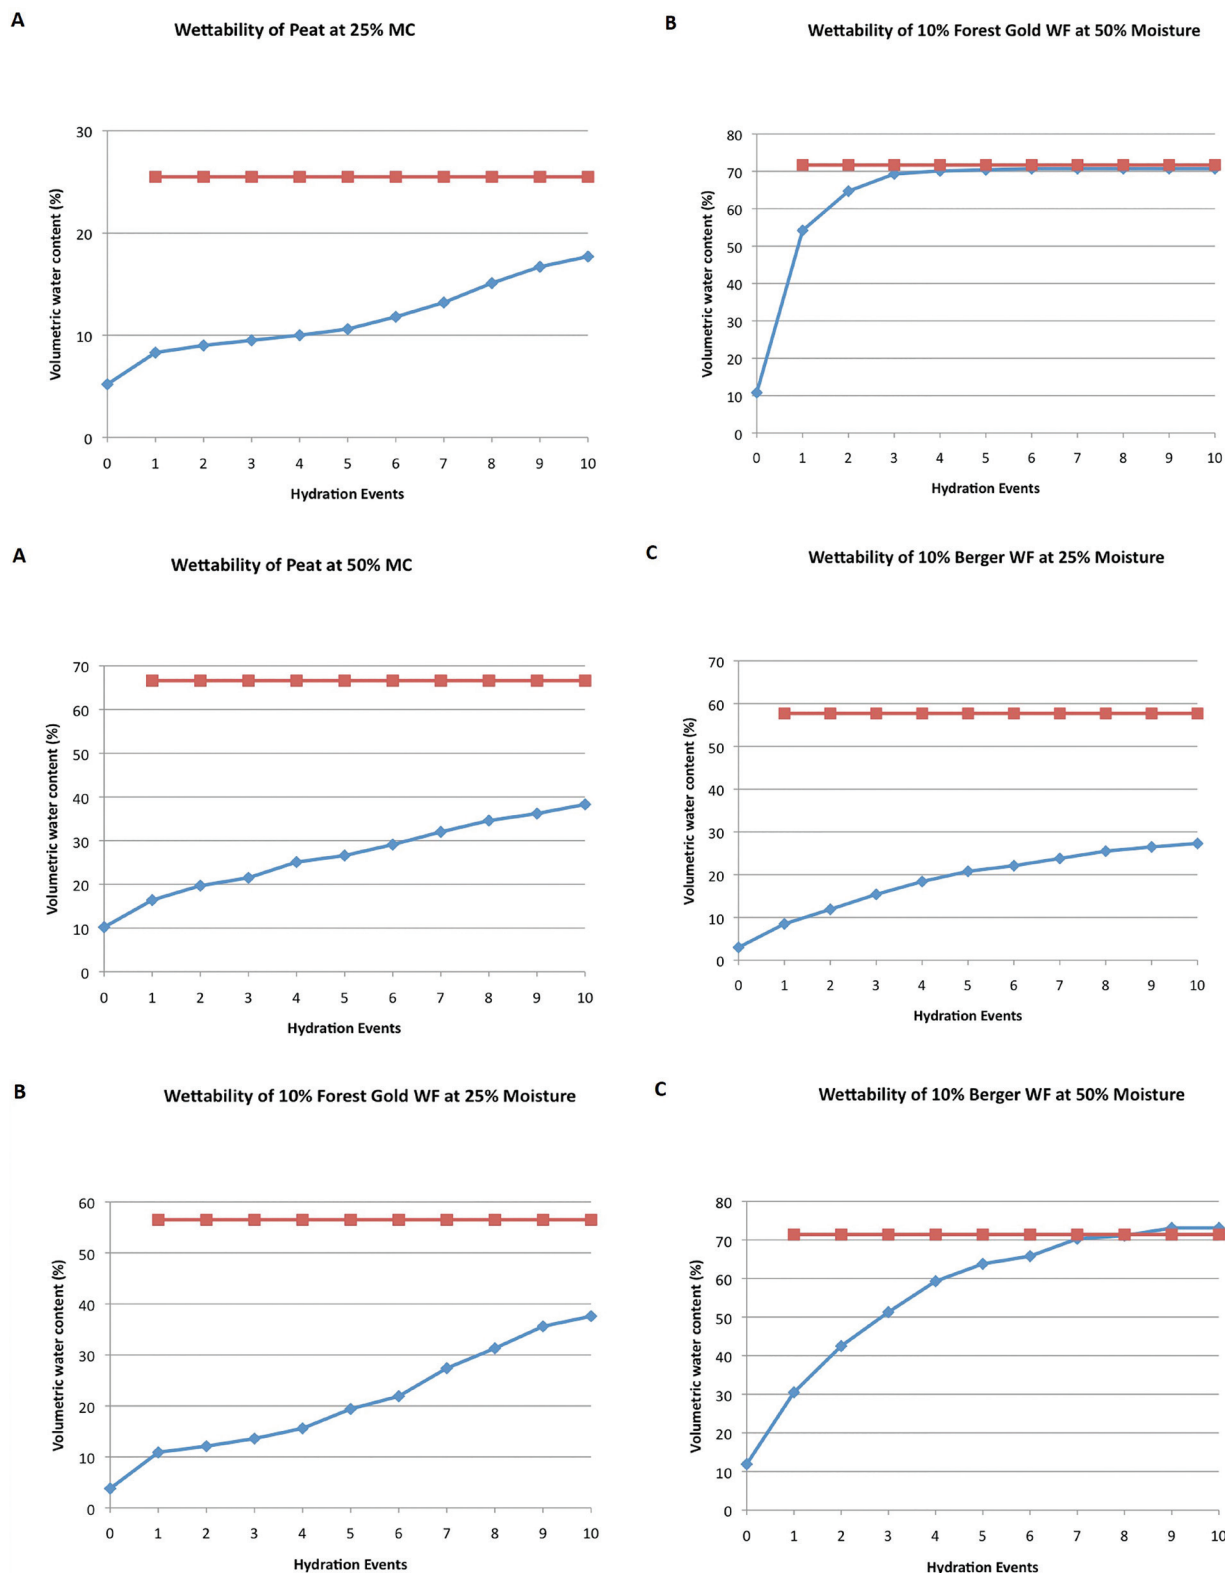 A
Wettability of Peat at 25% MC
Volumetric water content (%)
30
20
10
0
0 1 2 3 4 5 6 7 8 9 10
Hydration Events
B
Wettability of 10% Forest Gold WF at 50% Moisture
Volumetric water content (%)
80
70
60
50
40
30
20
10
0
0 1 2 3 4 5 6 7 8 9 10
Hydration Events
A
Wettability of Peat at 50% MC
Volumetric water content (%)
70
60
50
40
30
20
10
0
0 1 2 3 4 5 6 7 8 9 10
Hydration Events
C
Wettability of 10% Berger WF at 25% Moisture
Volumetric water content (%)
70
60
50
40
30
20
10
0
0 1 2 3 4 5 6 7 8 9 10
Hydration Events
B
Wettability of 10% Forest Gold WF at 25% Moisture
Volumetric water content (%)
60
50
40
30
20
10
0
0 1 2 3 4 5 6 7 8 9 10
Hydration Events
C
Wettability of 10% Berger WF at 50% Moisture
Volumetric water content (%)
80
70
60
50
40
30
20
10
0
0 1 2 3 4 5 6 7 8 9 10
Hydration Events